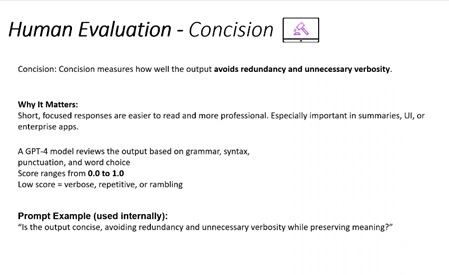 Human Evaluation - Concision
Concision: Concision measures how well the output avoids redundancy and unnecessary verbosity.
Why It Matters:
Short, focused responses are easier to read and more professional. Especially important in summaries, UI, or
enterprise apps.
A GPT-4 model reviews the output based on grammar, syntax,
punctuation, and word choice
Score ranges from 0.0 to 1.0
Low score = verbose, repetitive, or rambling
Prompt Example (used internally):
“Is the output concise, avoiding redundancy and unnecessary verbosity while preserving meaning?”